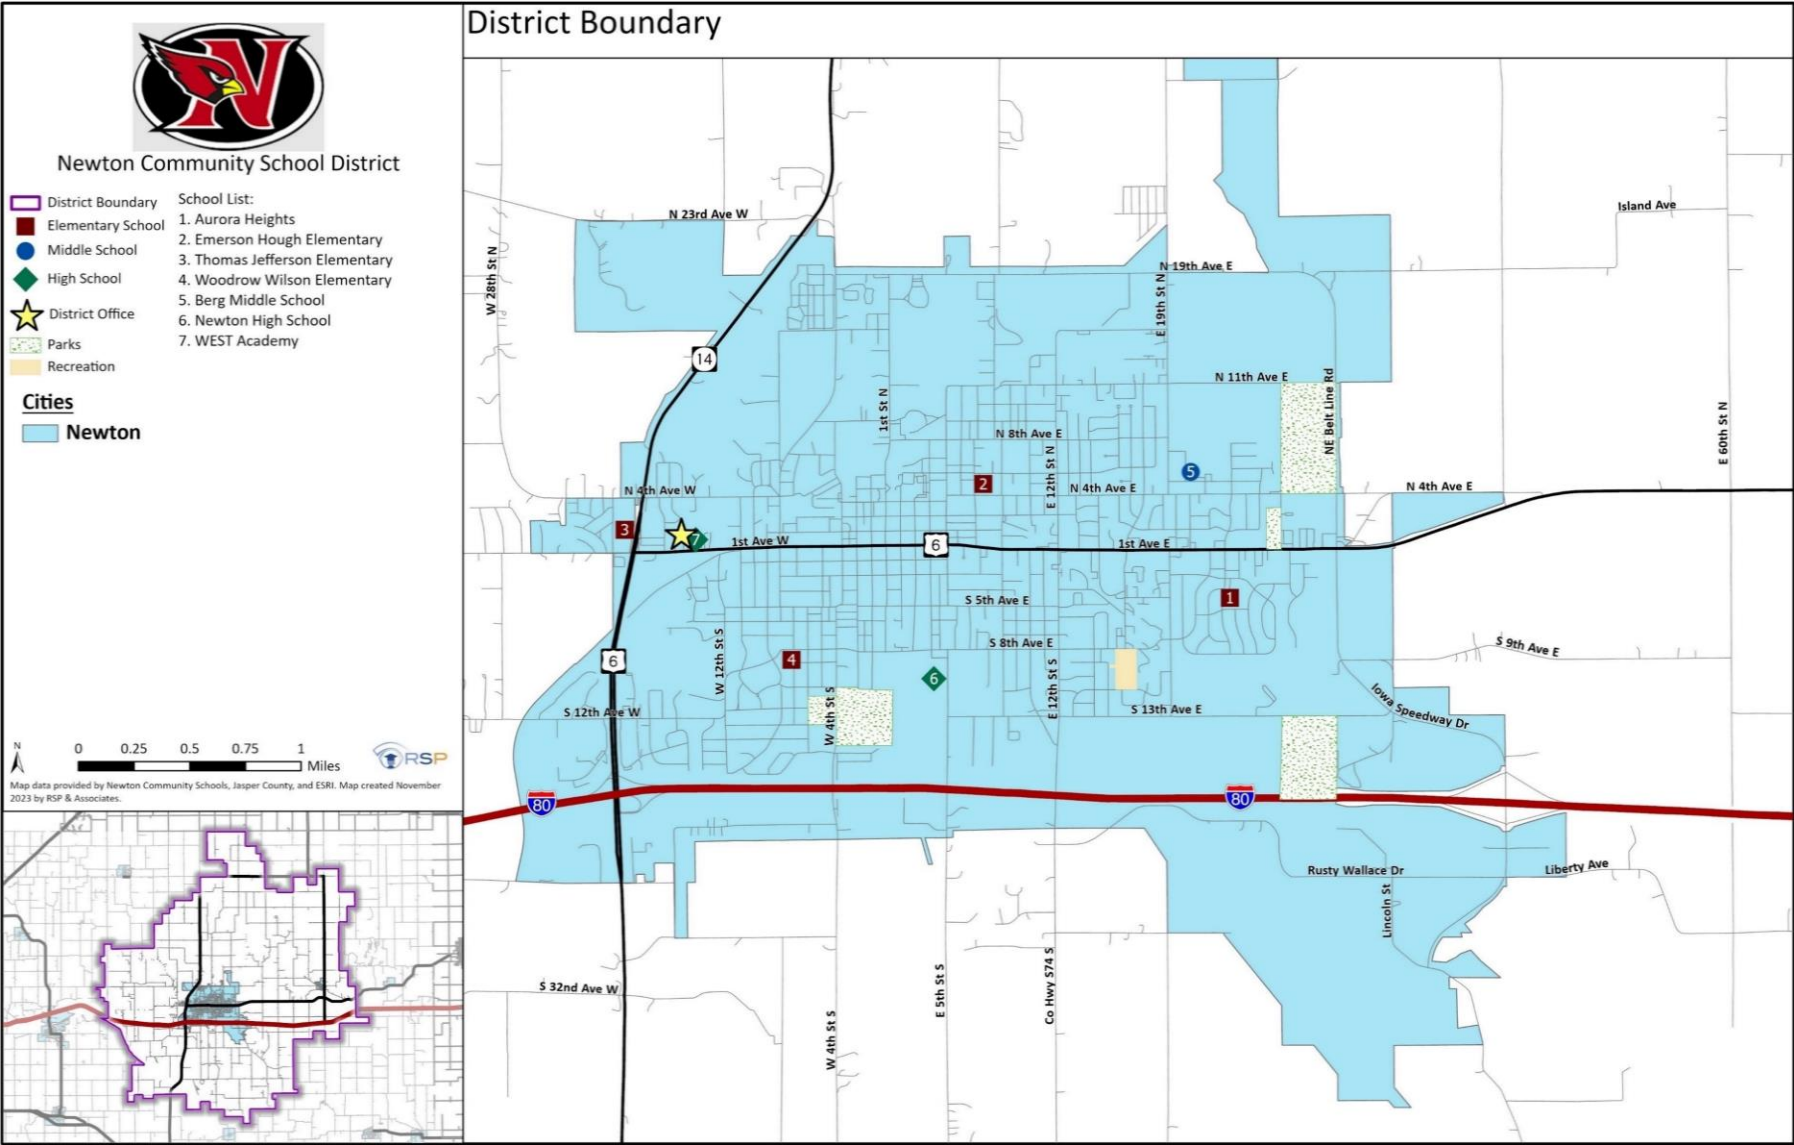 District Boundary
N
Newton Community School District
District Boundary
Elementary School
Middle School
High School
District Office
Parks
Recreation
School List:
1. Aurora Heights
2. Emerson Hough Elementary
3. Thomas Jefferson Elementary
4. Woodrow Wilson Elementary
5. Berg Middle School
6. Newton High School
7. WEST Academy
Cities
Newton
N
0 0.25 0.5 0.75 1
Miles
RSP
Map data provided by Newton Community Schools, Jasper County, and ESRI. Map created November
2023 by RSP & Associates.
Island Ave
N 23rd Ave W
W 28th St N
N 19th Ave E
E 19th St N
14
N 11th Ave E
NE Belt Line Rd
1st St N
E 60th St N
N 8th Ave E
E 12th St N
5
2
N 4th Ave W
N 4th Ave E
N 4th Ave E
3
7
1st Ave W
6
1st Ave E
1
S 5th Ave E
S 8th Ave E
S 9th Ave E
6
4
W 12th St S
6
E 12th St S
W 4th St S
S 12th Ave W
S 13th Ave E
Iowa Speedway Dr
80
80
Rusty Wallace Dr
Liberty Ave
Lincoln St
S 32nd Ave W
E 5th St S
Co Hwy S74 S
W 4th St S